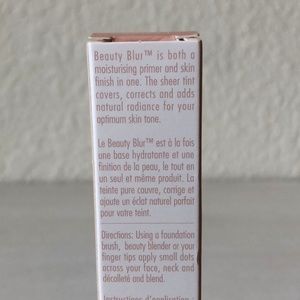 Beauty Blur™ is both a
moisturising primer and skin
finish in one. The sheer tint
covers, corrects and adds
natural radiance for your
optimum skin tone.
Le Beauty Blur™ est à la fois
une base hydratante et une
finition de la peau, le tout en
un seul et même produit. La
teinte pure couvre, corrige et
ajoute un éclat naturel parfait
pour votre teint.
Directions: Using a foundation
brush, beauty blender or your
finger tips apply small dots
across your face, neck and
décolleté and blend.
Instructions d'application :